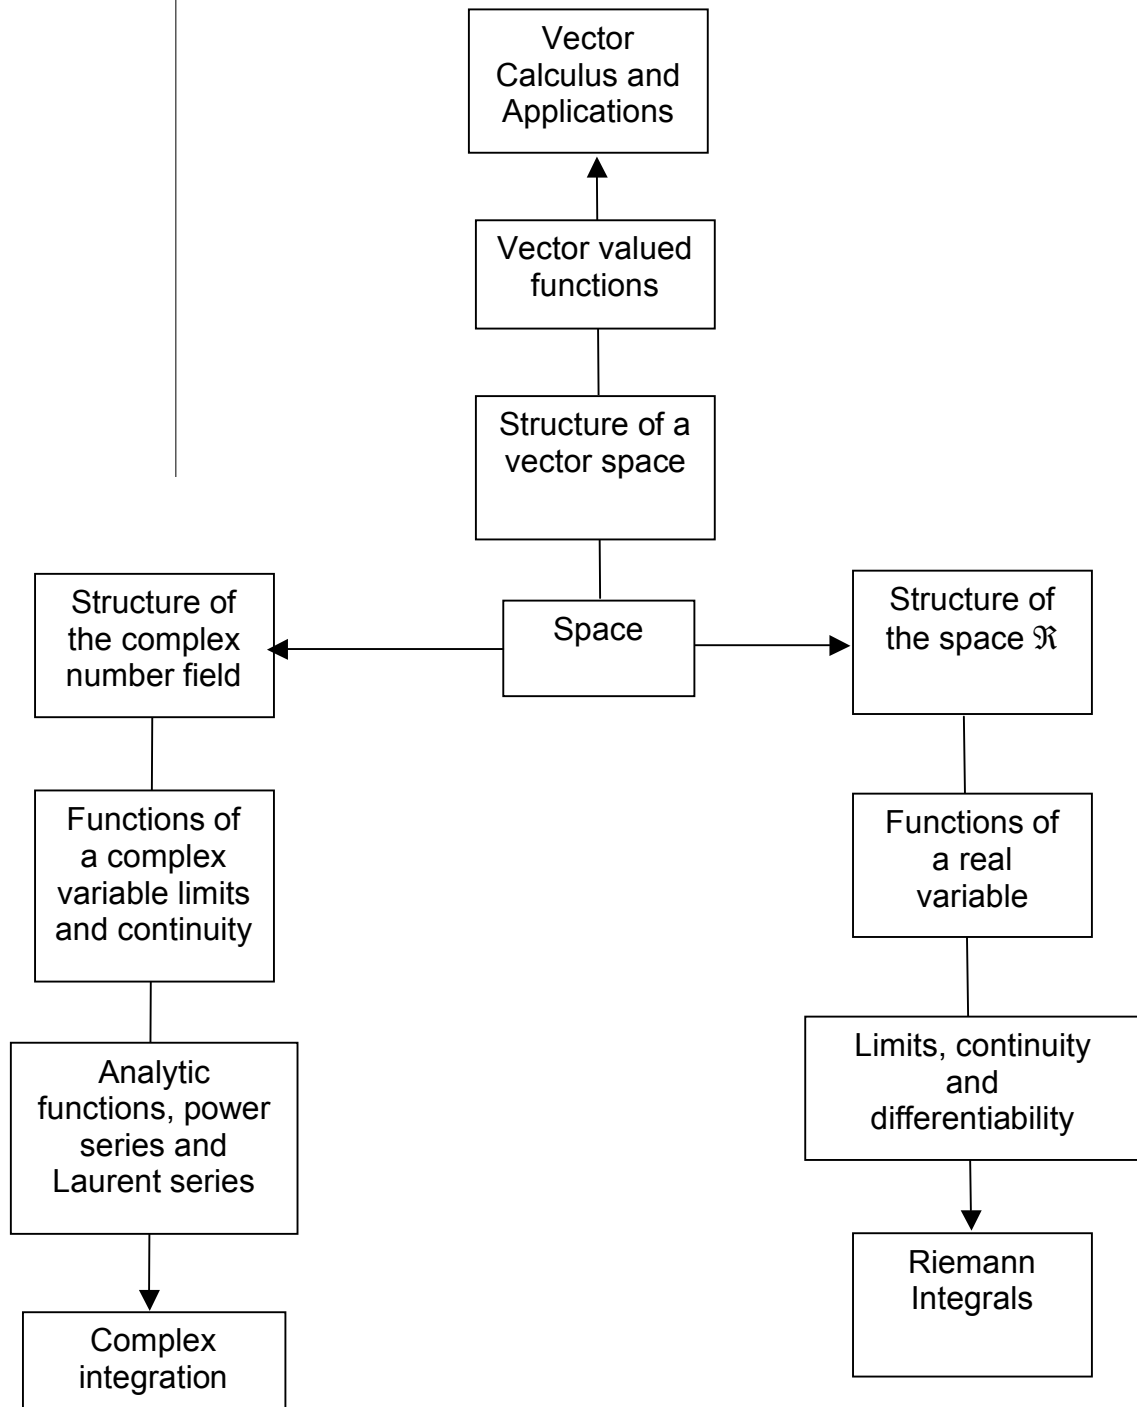 Vector
Calculus and
Applications
Vector valued
functions
Structure of a
vector space
Space
Structure of
the complex
number field
Structure of
the space ℜ
Functions of
a complex
variable limits
and continuity
Functions of
a real
variable
Analytic
functions, power
series and
Laurent series
Limits, continuity
and
differentiability
Complex
integration
Riemann
Integrals